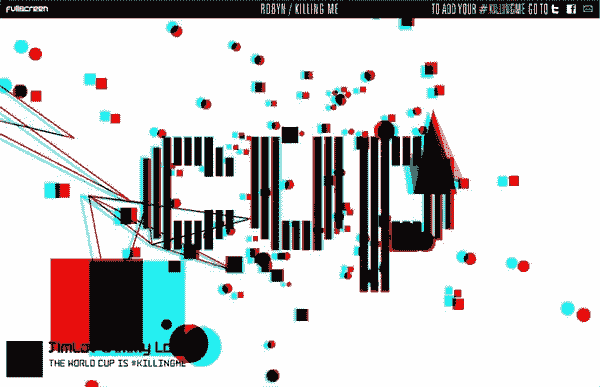 fullscreen
ROBYN / KILLING ME
TO ADD YOUR #KILLINGME GO TO
CUP
THE WORLD CUP IS #KILLINGME